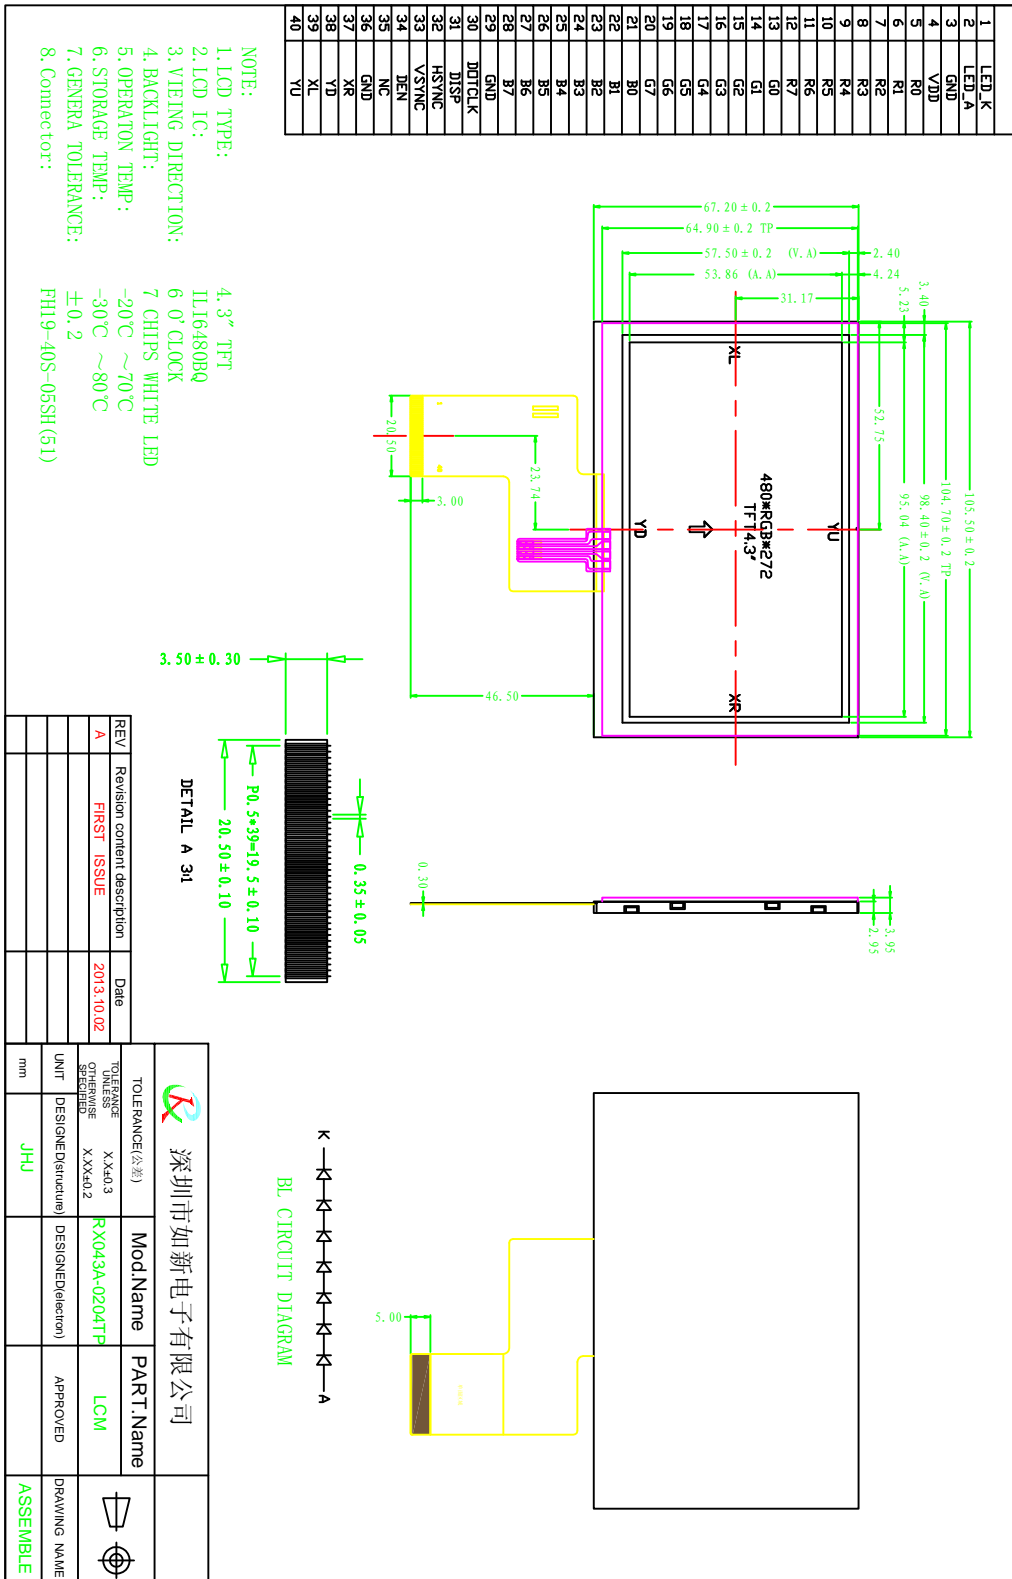 1 LED_K
2 LED_A
3 GND
4 VDD
5 R0
6 R1
7 R2
8 R3
9 R4
10 R5
11 R6
12 R7
13 G0
14 G1
15 G2
16 G3
17 G4
18 G5
19 G6
20 G7
21 B0
22 B1
23 B2
24 B3
25 B4
26 B5
27 B6
28 B7
29 GND
30 DOTCLK
31 DISP
32 HSYNC
33 VSYNC
34 DEN
35 NC
36 GND
37 XR
38 YD
39 XL
40 YU
105.50±0.2
104.70±0.2 TP
98.40±0.2 (V.A)
95.04 (A.A)
52.75
3.40
5.23
2.40
4.24
67.20±0.2
64.90±0.2 TP
57.50±0.2 (V.A)
53.86 (A.A)
31.17
XL
YU
XR
YD
480*RGB*272
TFT4.3"
23.74
20.50
3.00
46.50
3.95
2.95
0.30
5.00
0.35±0.05
P0.5*39=19.5±0.10
20.50±0.10
3.50±0.30
DETAIL A 3:1
K
A
BL CIRCUIT DIAGRAM
NOTE:
1.LCD TYPE: 4.3" TFT
2.LCD IC: ILI6480BQ
3.VIEING DIRECTION: 6 O'CLOCK
4.BACKLIGHT: 7 CHIPS WHITE LED
5.OPERATON TEMP: -20℃ ~70℃
6.STORAGE TEMP: -30℃ ~80℃
7.GENERA TOLERANCE: ±0.2
8.Connector: FH19-40S-05SH(51)
REV Revision content description Date
A FIRST ISSUE 2013.10.02
深圳市如新电子有限公司
TOLERANCE(公差) Mod.Name PART.Name
TOLERANCE UNLESS OTHERWISE SPECIFIED
X.X±0.3
X.XX±0.2
RX043A-0204TP LCM
UNIT DESIGNED(structure) DESIGNED(electron) APPROVED DRAWING NAME
mm JHJ ASSEMBLE